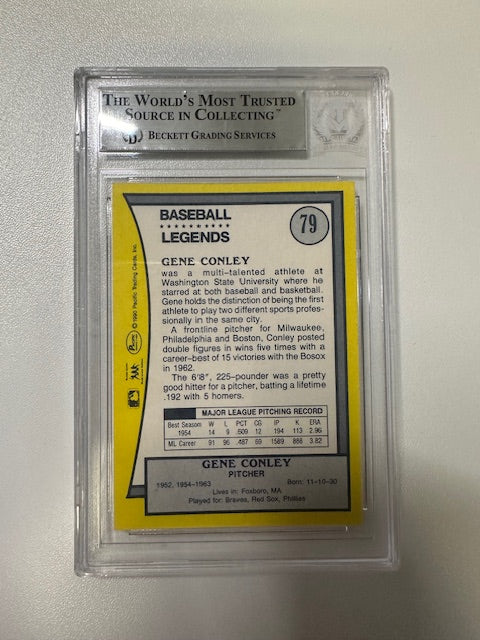 THE WORLD'S MOST TRUSTED
SOURCE IN COLLECTING™
BECKETT GRADING SERVICES
BASEBALL
LEGENDS
79
GENE CONLEY
was a multi-talented athlete at
Washington State University where he
starred at both baseball and basketball.
Gene holds the distinction of being the first
athlete to play two different sports profes-
sionally in the same city.
A frontline pitcher for Milwaukee,
Philadelphia and Boston, Conley posted
double figures in wins five times with a
career-best of 15 victories with the Bosox
in 1962.
The 6'8", 225-pounder was a pretty
good hitter for a pitcher, batting a lifetime
.192 with 5 homers.
MAJOR LEAGUE PITCHING RECORD
Best Season W L PCT CG IP K ERA
1954 14 9 .609 12 194 113 2.96
ML Career 91 96 .487 69 1589 888 3.82
GENE CONLEY
PITCHER
1952, 1954-1963 Born: 11-10-30
Lives in: Foxboro, MA
Played for: Braves, Red Sox, Phillies
© 1990 Pacific Trading Cards, Inc.